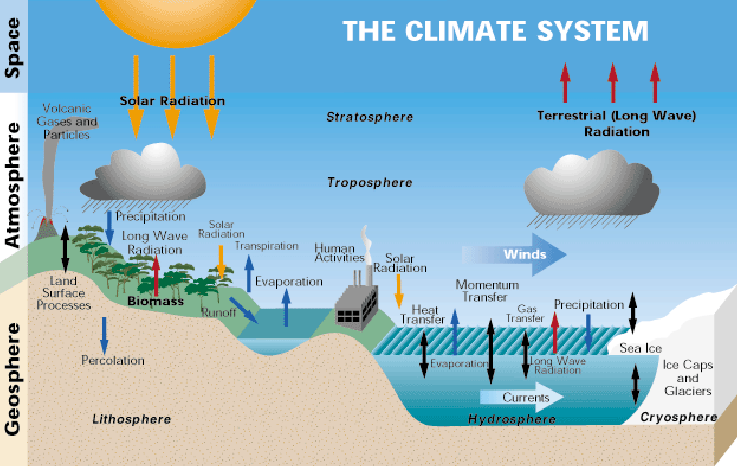 THE CLIMATE SYSTEM
Space
Atmosphere
Geosphere
Solar Radiation
Volcanic
Gases and
Particles
Stratosphere
Terrestrial (Long Wave)
Radiation
Troposphere
Precipitation
Long Wave
Radiation
Solar
Radiation
Transpiration
Human
Activities
Solar
Radiation
Winds
Land
Surface
Processes
Biomass
Evaporation
Runoff
Momentum
Transfer
Heat
Transfer
Gas
Transfer
Precipitation
Sea Ice
Percolation
Evaporation
Long Wave
Radiation
Ice Caps
and
Glaciers
Currents
Lithosphere
Hydrosphere
Cryosphere